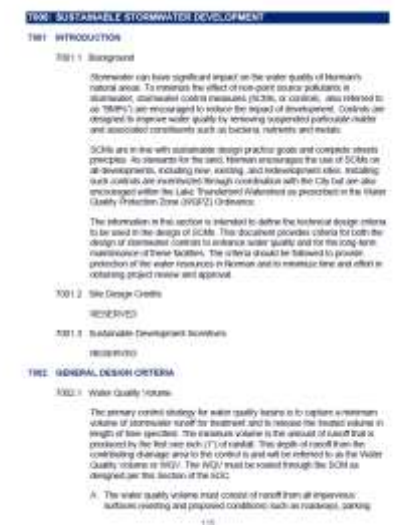 7000 SUSTAINABLE STORMWATER DEVELOPMENT
7001 INTRODUCTION
7001.1 Background
Stormwater can have significant impact on the water quality of Norman's
natural areas. To minimize the effect of non-point source pollutants in
stormwater, stormwater control measures (SCMs, or controls, also referred to
as "BMPs") are encouraged to reduce the impact of development. Controls are
designed to improve water quality by removing suspended particulate matter
and associated constituents such as bacteria, nutrients and metals.
SCMs are in line with sustainable design practice goals and complete streets
principles. As stewards for the land, Norman encourages the use of SCMs on
all developments, including new, existing, and redevelopment sites. Installing
such controls are incentivized through coordination with the City but are also
encouraged within the Lake Thunderbird Watershed as prescribed in the Water
Quality Protection Zone (WQPZ) Ordinance.
The information in this section is intended to define the technical design criteria
to be used in the design of SCMs. This document provides criteria for both the
design of stormwater controls to enhance water quality and for the long-term
maintenance of these facilities. The criteria should be followed to provide
protection of the water resources in Norman and to minimize time and effort in
obtaining project review and approval.
7001.2 Site Design Credits
RESERVED
7001.3 Sustainable Development Incentives
RESERVED
7002 GENERAL DESIGN CRITERIA
7002.1 Water Quality Volume
The primary control strategy for water quality basins is to capture a minimum
volume of stormwater runoff for treatment and to release the treated volume in
length of time specified. The minimum volume is the amount of runoff that is
produced by the first one inch (1") of rainfall. This depth of runoff from the
contributing drainage area to the control is and will be referred to as the Water
Quality Volume or WQV. The WQV must be routed through the SCM as
designed per this Section of the EDC.
A. The water quality volume must consist of runoff from all impervious
surfaces existing and proposed conditions such as roadways, parking